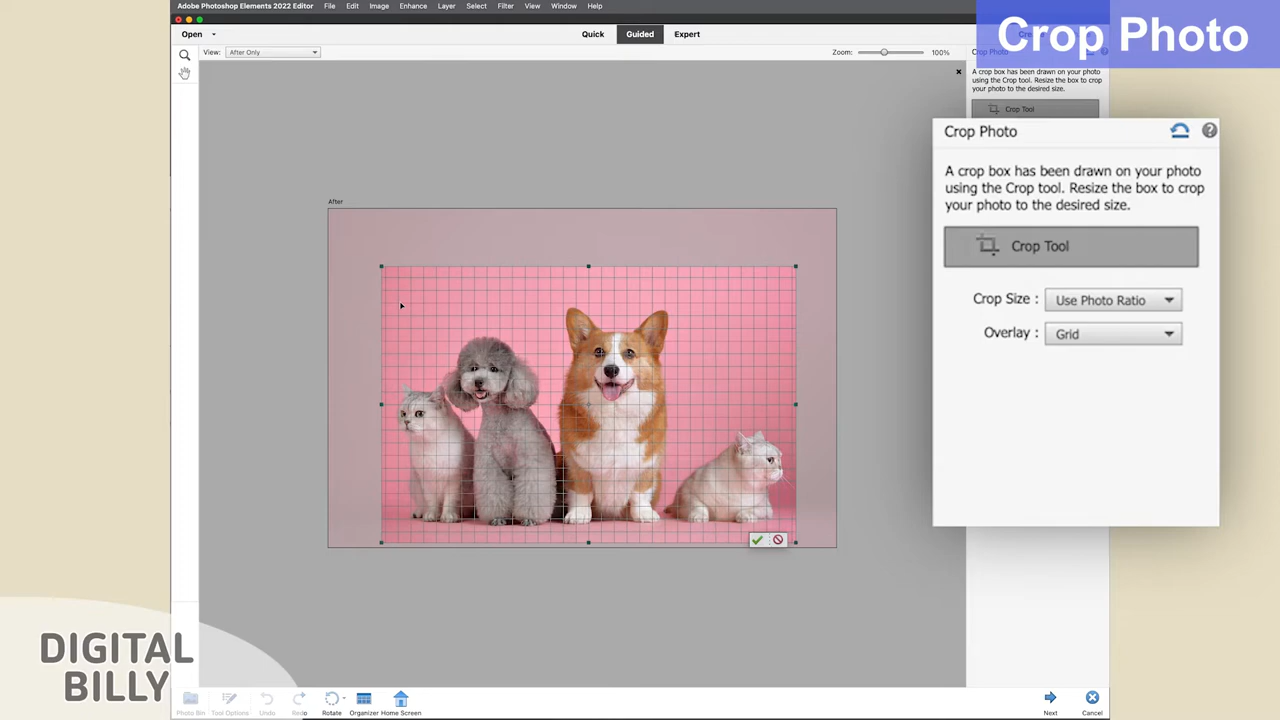 Adobe Photoshop Elements 2022 Editor File Edit Image Enhance Layer Select Filter View Window Help
Crop Photo
Open Quick Guided Expert
View: After Only Zoom: 100% Crop Photo
A crop box has been drawn on your photo
using the Crop tool. Resize the box to crop
your photo to the desired size.
Crop Tool
Crop Photo
A crop box has been drawn on your photo
using the Crop tool. Resize the box to crop
your photo to the desired size.
Crop Tool
Crop Size : Use Photo Ratio
Overlay : Grid
After
DIGITAL
BILLY
Photo Bin Tool Options Undo Redo Rotate Organizer Home Screen Next Cancel